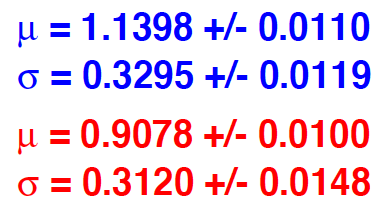 μ = 1.1398 +/- 0.0110
σ = 0.3295 +/- 0.0119
μ = 0.9078 +/- 0.0100
σ = 0.3120 +/- 0.0148